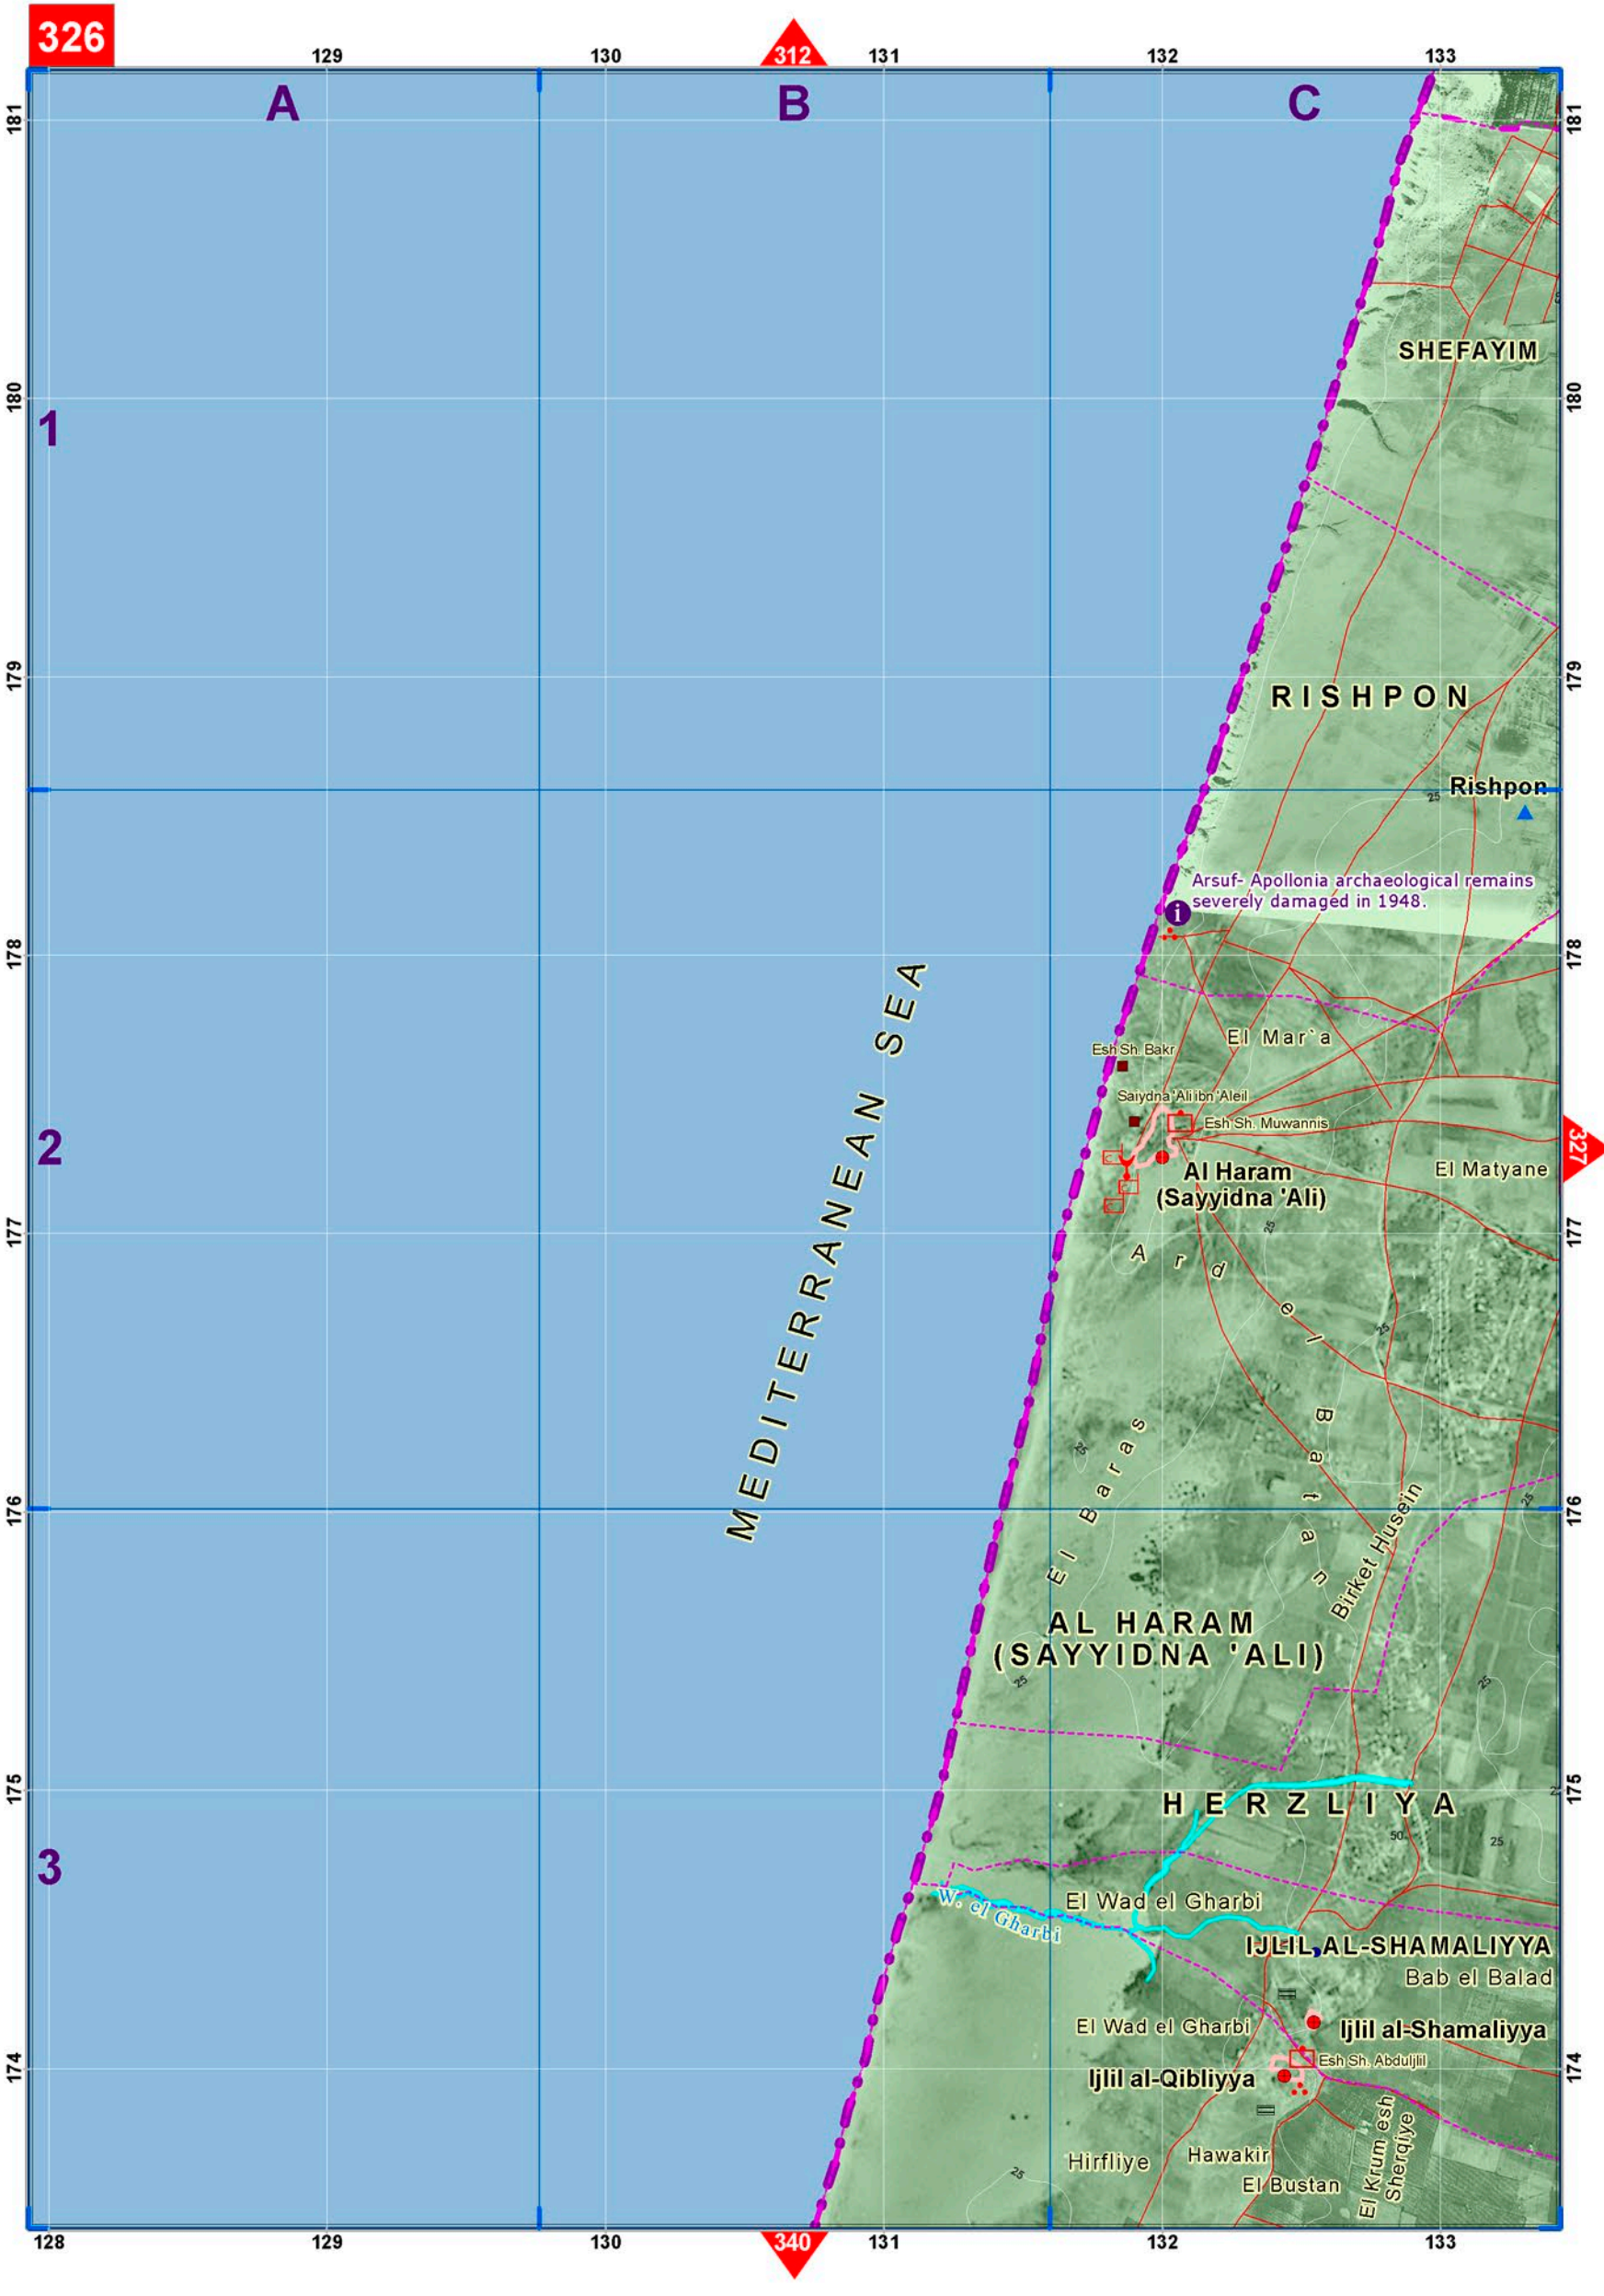 326
129
130
312
131
132
133
A
B
C
181
181
SHEFAYIM
180
180
1
179
179
RISHPON
Rishpon
25
Arsuf- Apollonia archaeological remains
severely damaged in 1948.
i
178
178
MEDITERRANEAN SEA
El Mar`a
Esh Sh. Bakr
Saiydna 'Ali ibn 'Aleil
Esh Sh. Muwannis
2
327
El Matyane
Al Haram
(Sayyidna 'Ali)
177
177
25
Ard el Batan
25
25
El Baras
176
176
25
Birket Husein
AL HARAM
(SAYYIDNA 'ALI)
25
25
175
175
HERZLIYA
50
25
3
El Wad el Gharbi
W. el Gharbi
IJLIL AL-SHAMALIYYA
Bab el Balad
El Wad el Gharbi
Ijlil al-Shamaliyya
174
174
Esh Sh. Abduljlil
Ijlil al-Qibliyya
Hirfliye
Hawakir
El Krum esh
Sherqiye
25
El Bustan
128
129
130
340
131
132
133